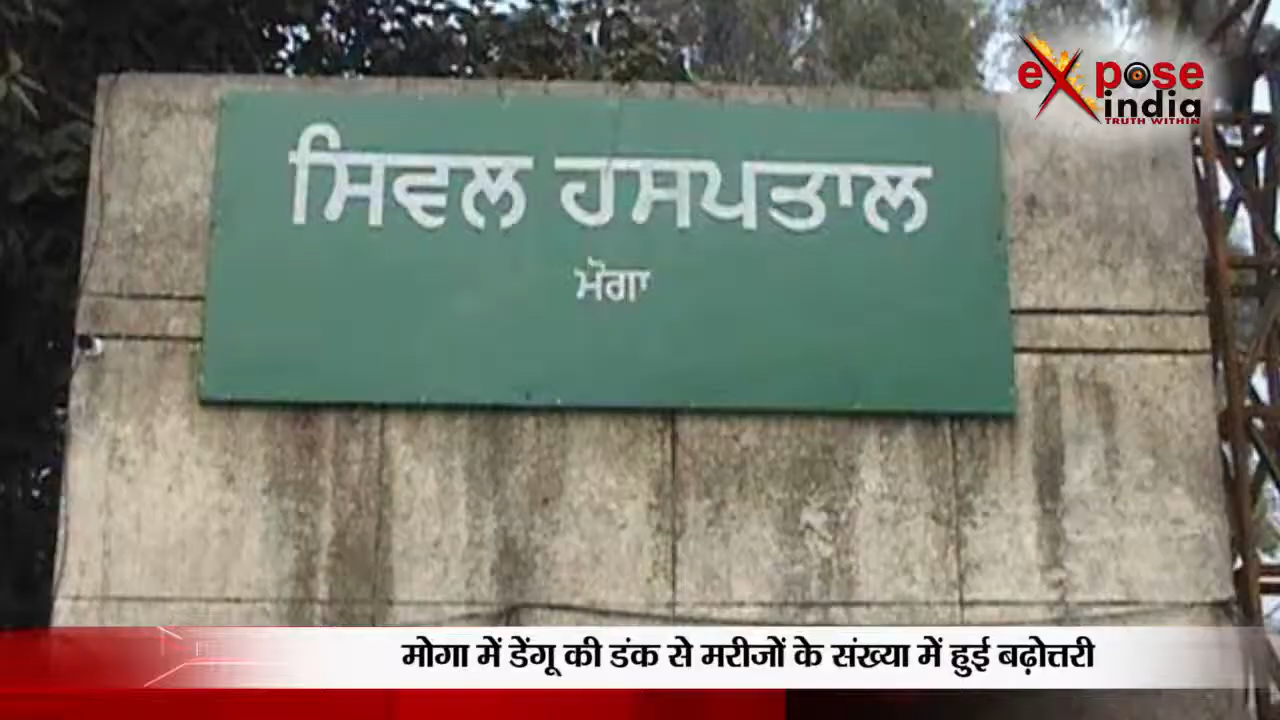 expose
india
TRUTH WITHIN
ਸਿਵਲ ਹਸਪਤਾਲ
ਮੋਗਾ
मोगा में डेंगू की डंक से मरीजों के संख्या में हुई बढ़ोत्तरी